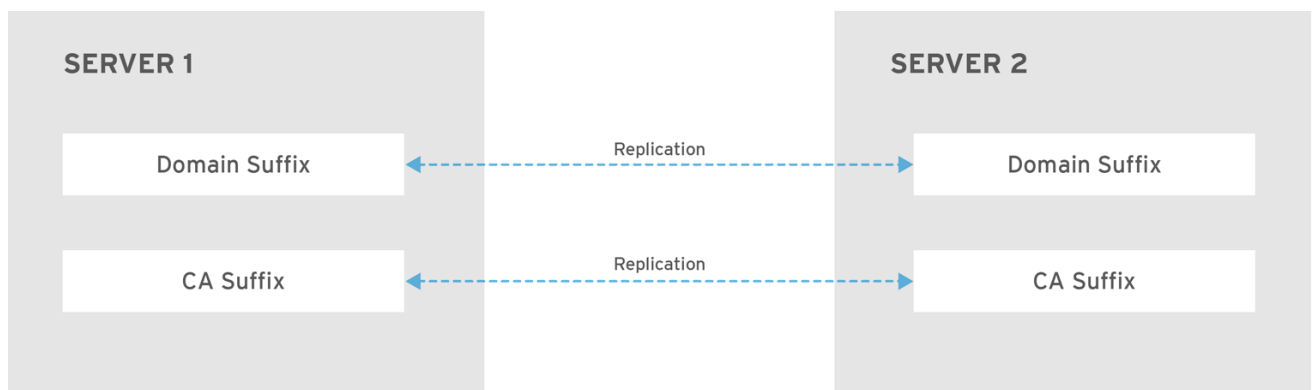 SERVER 1
SERVER 2
Domain Suffix
Replication
Domain Suffix
CA Suffix
Replication
CA Suffix